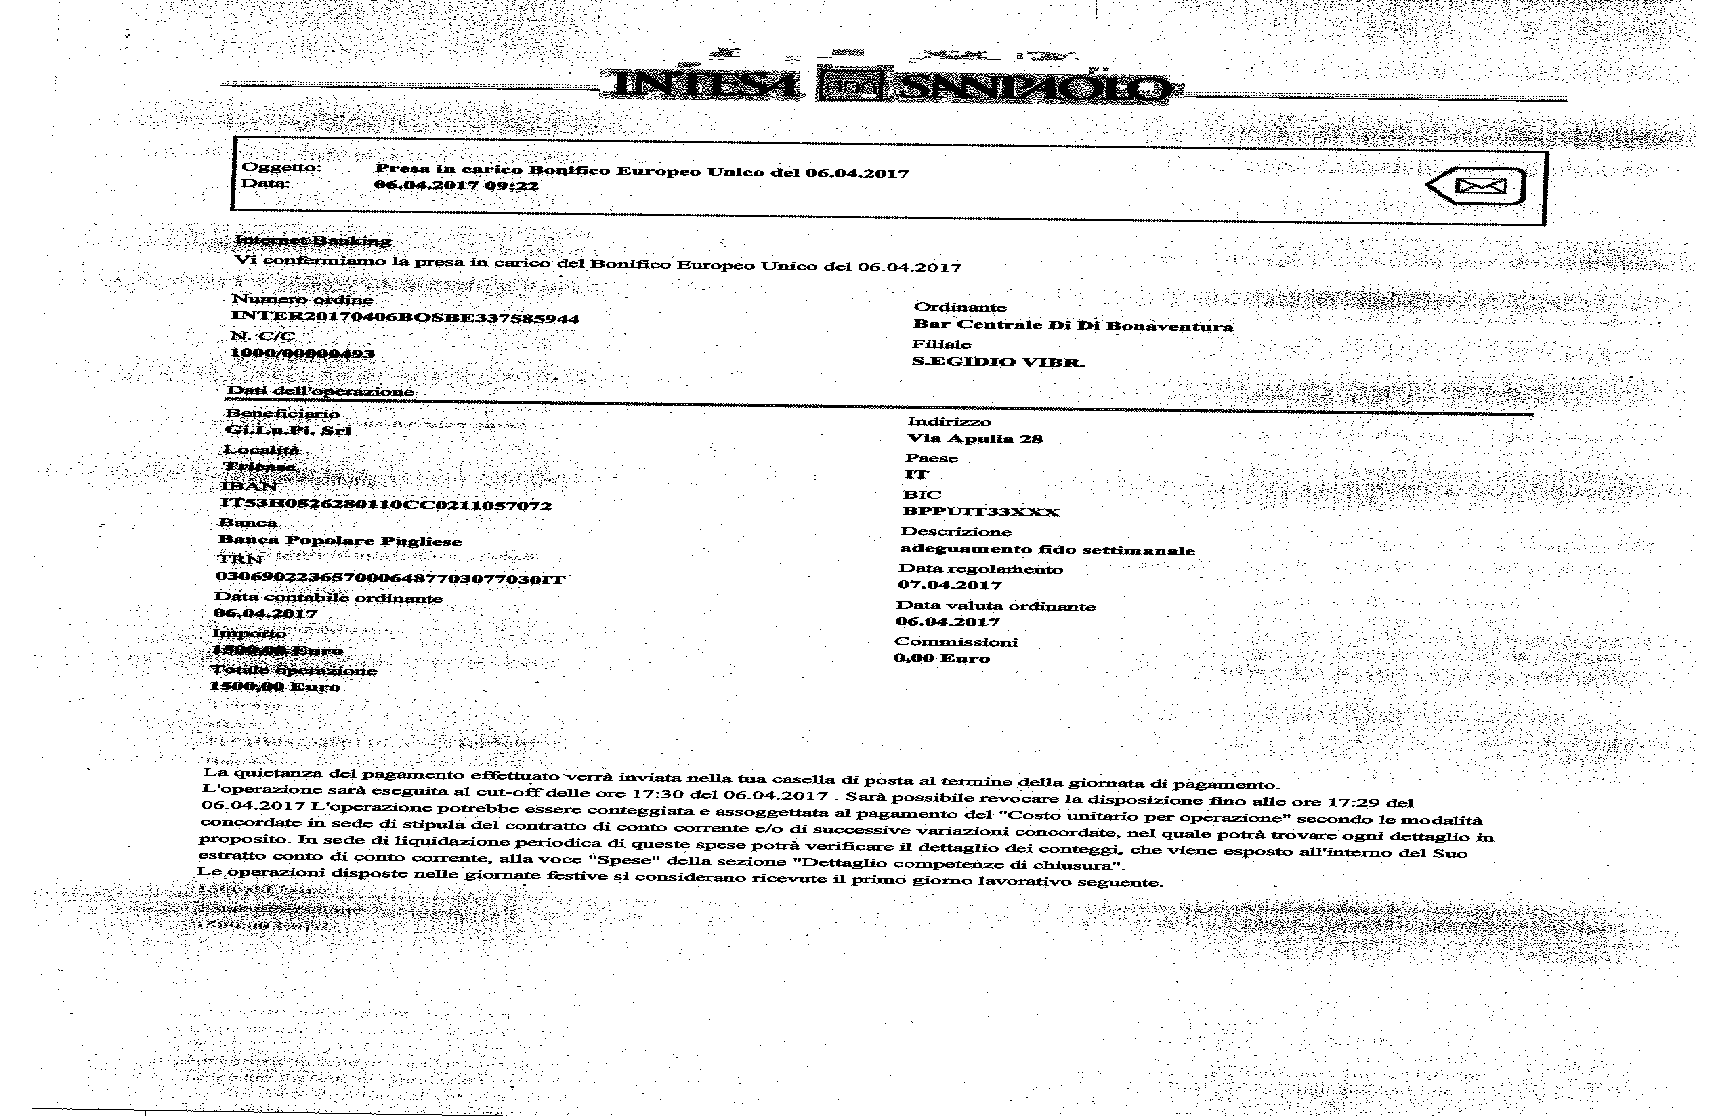 INTESA SANPAOLO
Oggetto: Presa in carico Bonifico Europeo Unico del 06.04.2017
Data: 06.04.2017 09:22
Internet Banking
Vi confermiamo la presa in carico del Bonifico Europeo Unico del 06.04.2017
Numero ordine
INTER20170406BOSBE337585944
Ordinante
Bar Centrale Di Di Bonaventura
N. C/C
1000/00000493
Filiale
S.EGIDIO VIBR.
Dati dell'operazione
Beneficiario
Gi.Lu.Pi. Srl
Indirizzo
Via Apulia 28
Località
Tricase
Paese
IT
IBAN
IT53H0526280110CC0211057072
BIC
BPPUIT33XXX
Banca
Banca Popolare Pugliese
Descrizione
adeguamento fido settimanale
TRN
0306902236570006487703077030IT
Data regolamento
07.04.2017
Data contabile ordinante
06.04.2017
Data valuta ordinante
06.04.2017
Importo
1500,00 Euro
Commissioni
0,00 Euro
Totale operazione
1500,00 Euro
La quietanza del pagamento effettuato verrà inviata nella tua casella di posta al termine della giornata di pagamento.
L'operazione sarà eseguita al cut-off delle ore 17:30 del 06.04.2017 . Sarà possibile revocare la disposizione fino alle ore 17:29 del
06.04.2017 L'operazione potrebbe essere conteggiata e assoggettata al pagamento del "Costo unitario per operazione" secondo le modalità
concordate in sede di stipula del contratto di conto corrente e/o di successive variazioni concordate, nel quale potrà trovare ogni dettaglio in
proposito. In sede di liquidazione periodica di queste spese potrà verificare il dettaglio dei conteggi, che viene esposto all'interno del Suo
estratto conto di conto corrente, alla voce "Spese" della sezione "Dettaglio competenze di chiusura".
Le operazioni disposte nelle giornate festive si considerano ricevute il primo giorno lavorativo seguente.